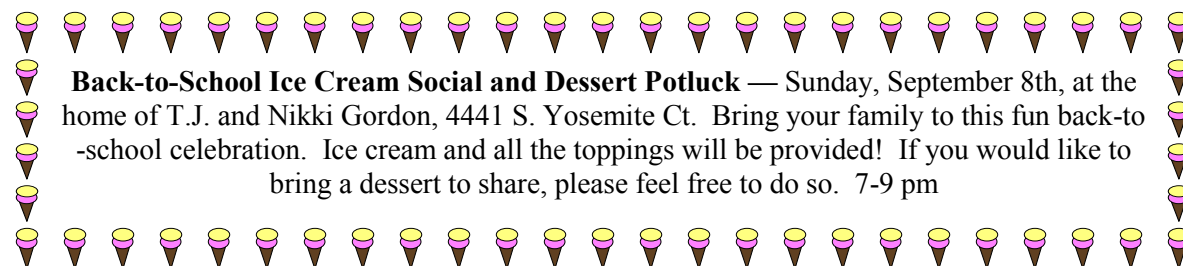 Back-to-School Ice Cream Social and Dessert Potluck — Sunday, September 8th, at the
home of T.J. and Nikki Gordon, 4441 S. Yosemite Ct.  Bring your family to this fun back-to
-school celebration.  Ice cream and all the toppings will be provided!  If you would like to
bring a dessert to share, please feel free to do so.  7-9 pm